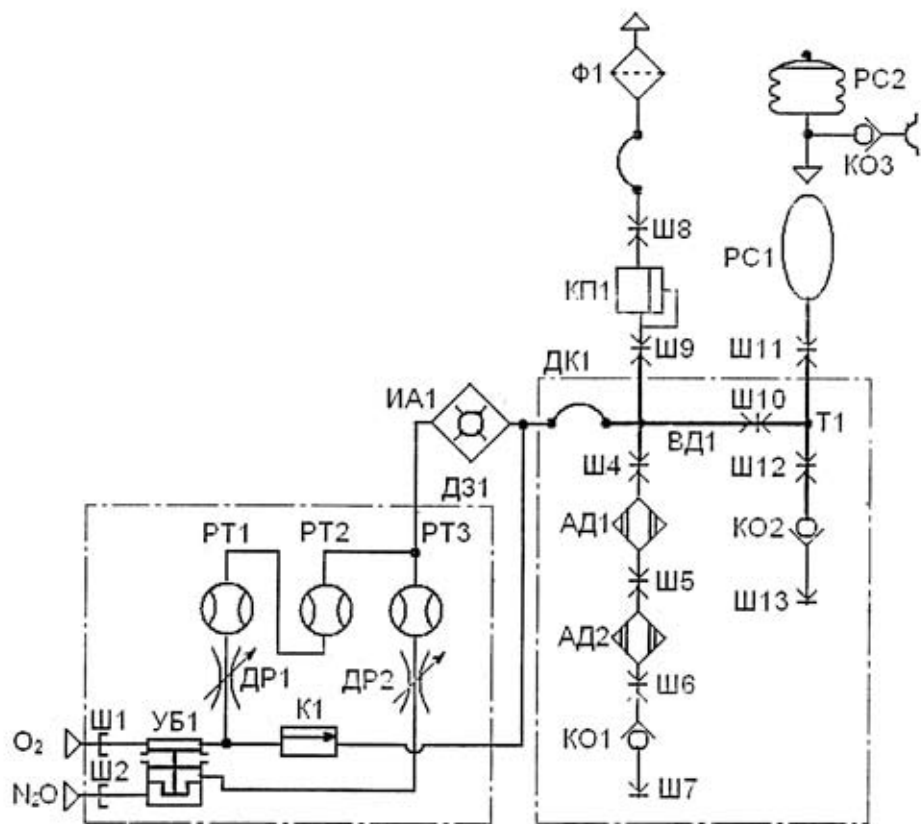 Ф1
РС2
КО3
Ш8
РС1
КП1
Ш9
Ш11
ДК1
ИА1
Ш10
Т1
ВД1
Ш4
Ш12
ДЗ1
АД1
КО2
РТ1
РТ2
РТ3
Ш5
Ш13
АД2
ДР1
ДР2
Ш6
Ш1
УБ1
К1
О₂
КО1
Ш2
N₂O
Ш7